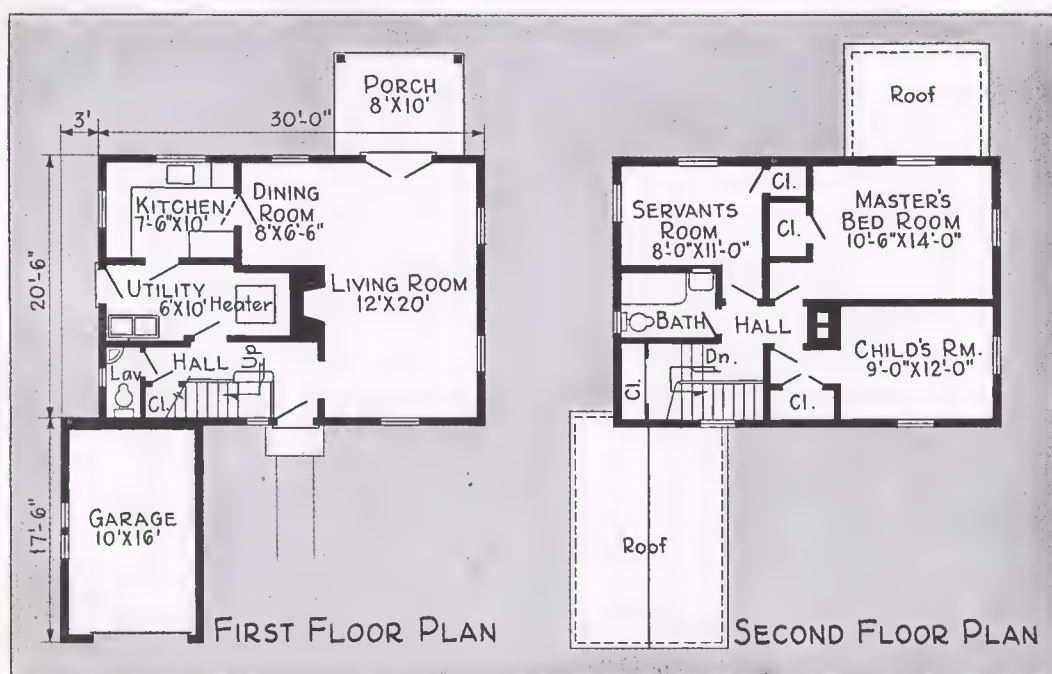 PORCH
8'X10'
3'
30'-0"
KITCHEN
7'-6"X10'
DINING
ROOM
8'X6'-6"
20'-6"
UTILITY
6'X10'
Heater
LIVING ROOM
12'X20'
Lav.
HALL
Up
Cl.
17'-6"
GARAGE
10'X16'
FIRST FLOOR PLAN
Roof
SERVANTS
ROOM
8'-0"X11'-0"
Cl.
Cl.
MASTER'S
BED ROOM
10'-6"X14'-0"
BATH
HALL
Dn.
Cl.
CHILD'S RM.
9'-0"X12'-0"
Cl.
Roof
SECOND FLOOR PLAN